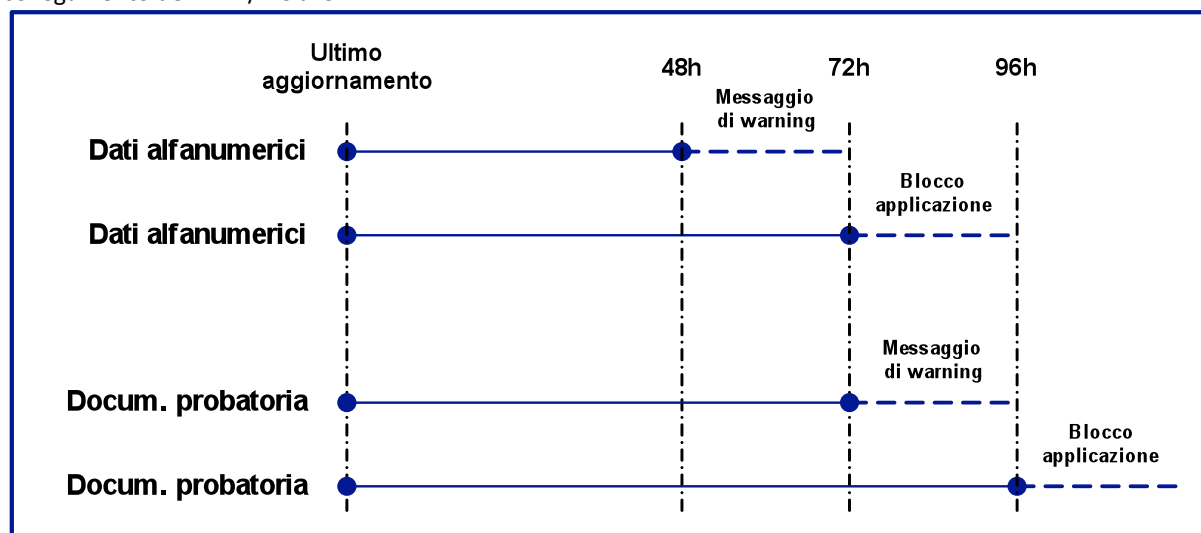 Ultimo
aggiornamento
48h
72h
96h
Messaggio
di warning
Dati alfanumerici
Blocco
applicazione
Dati alfanumerici
Messaggio
di warning
Docum. probatoria
Blocco
applicazione
Docum. probatoria